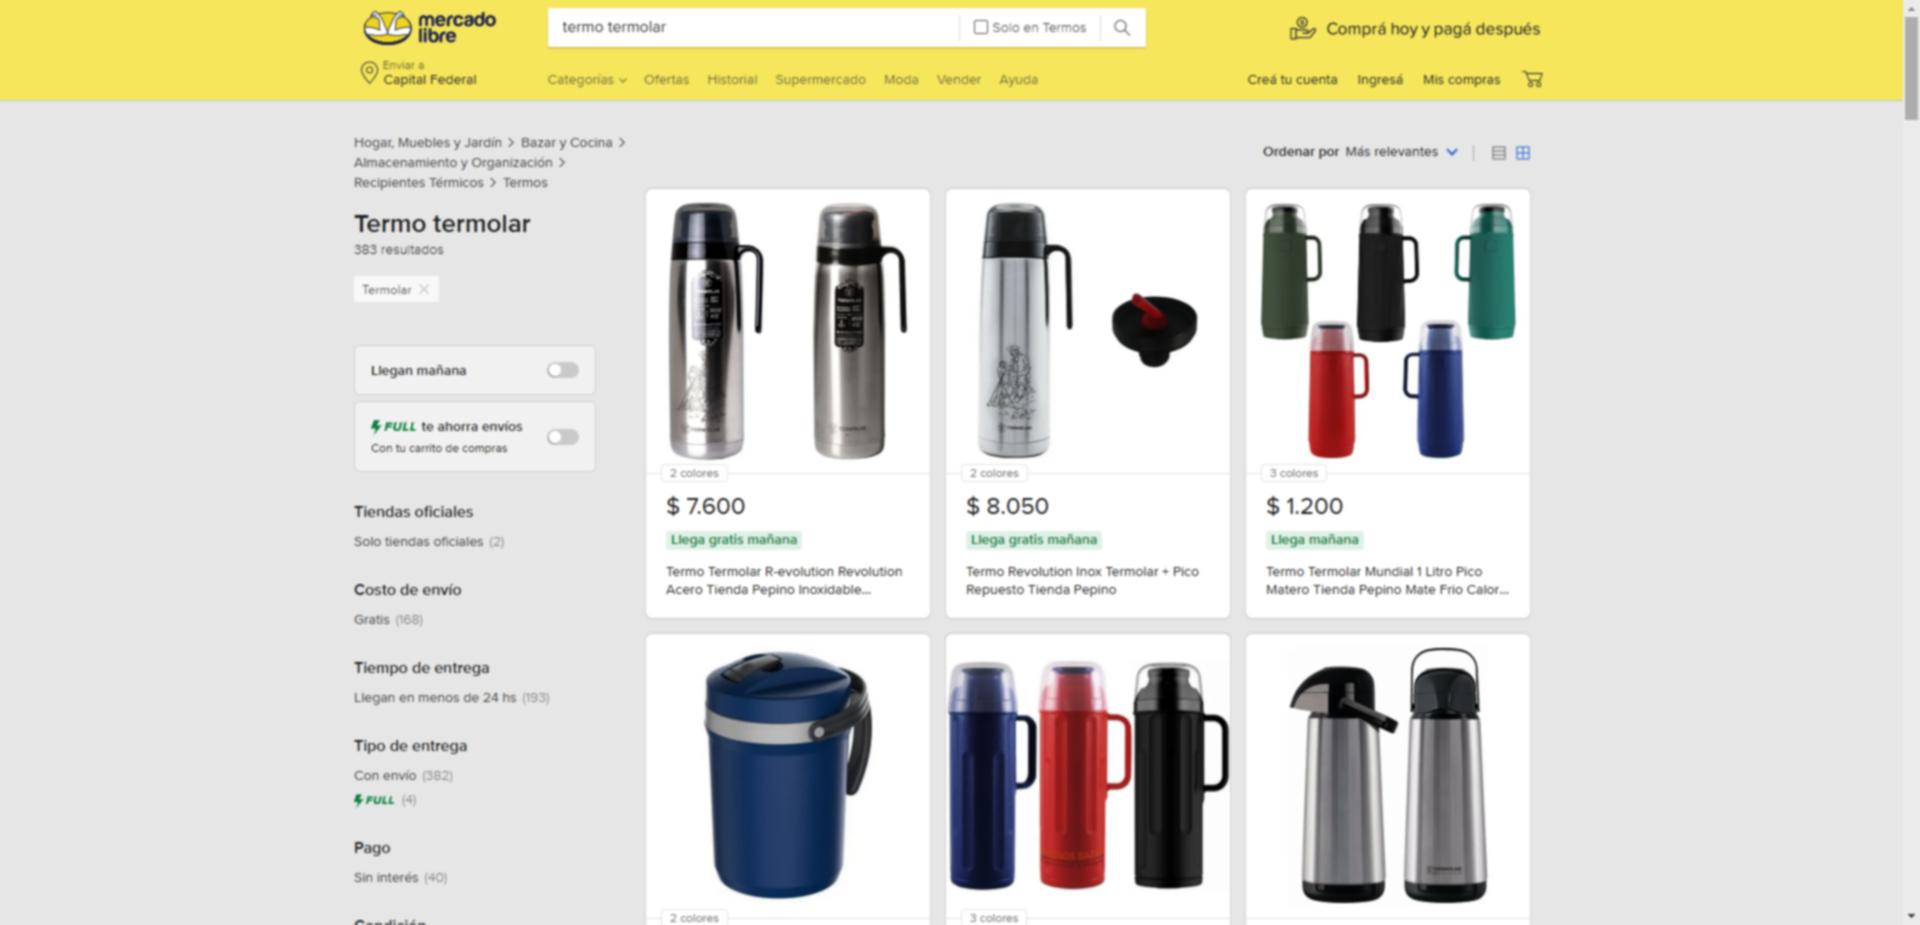 mercado
libre
termo termolar
Solo en Termos
Comprá hoy y pagá después
Enviar a
Capital Federal
Categorías
Ofertas
Historial
Supermercado
Moda
Vender
Ayuda
Creá tu cuenta
Ingresá
Mis compras
Hogar, Muebles y Jardín > Bazar y Cocina >
Almacenamiento y Organización >
Recipientes Térmicos > Termos
Ordenar por Más relevantes
Termo termolar
383 resultados
Termolar
Llegan mañana
FULL te ahorra envíos
Con tu carrito de compras
Tiendas oficiales
Solo tiendas oficiales (2)
Costo de envío
Gratis (168)
Tiempo de entrega
Llegan en menos de 24 hs (193)
Tipo de entrega
Con envío (382)
FULL (4)
Pago
Sin interés (40)
Condición
2 colores
$ 7.600
Llega gratis mañana
Termo Termolar R-evolution Revolution
Acero Tienda Pepino Inoxidable...
2 colores
$ 8.050
Llega gratis mañana
Termo Revolution Inox Termolar + Pico
Repuesto Tienda Pepino
3 colores
$ 1.200
Llega mañana
Termo Termolar Mundial 1 Litro Pico
Matero Tienda Pepino Mate Frio Calor...
2 colores
3 colores